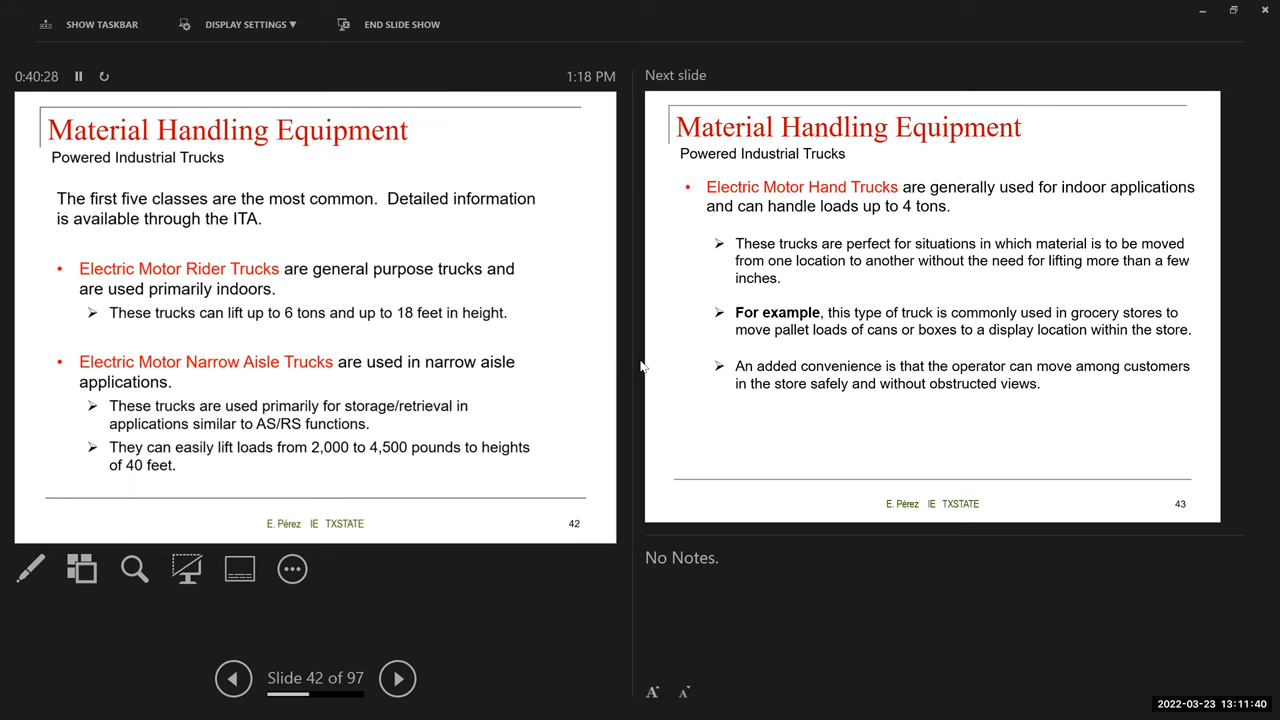 SHOW TASKBAR
DISPLAY SETTINGS ▼
END SLIDE SHOW
0:40:28
1:18 PM
Material Handling Equipment
Powered Industrial Trucks
The first five classes are the most common. Detailed information
is available through the ITA.
• Electric Motor Rider Trucks are general purpose trucks and
are used primarily indoors.
➢ These trucks can lift up to 6 tons and up to 18 feet in height.
• Electric Motor Narrow Aisle Trucks are used in narrow aisle
applications.
➢ These trucks are used primarily for storage/retrieval in
applications similar to AS/RS functions.
➢ They can easily lift loads from 2,000 to 4,500 pounds to heights
of 40 feet.
E. Pérez IE TXSTATE
42
Slide 42 of 97
Next slide
Material Handling Equipment
Powered Industrial Trucks
• Electric Motor Hand Trucks are generally used for indoor applications
and can handle loads up to 4 tons.
➢ These trucks are perfect for situations in which material is to be moved
from one location to another without the need for lifting more than a few
inches.
➢ For example, this type of truck is commonly used in grocery stores to
move pallet loads of cans or boxes to a display location within the store.
➢ An added convenience is that the operator can move among customers
in the store safely and without obstructed views.
E. Pérez IE TXSTATE
43
No Notes.
A A
2022-03-23 13:11:40